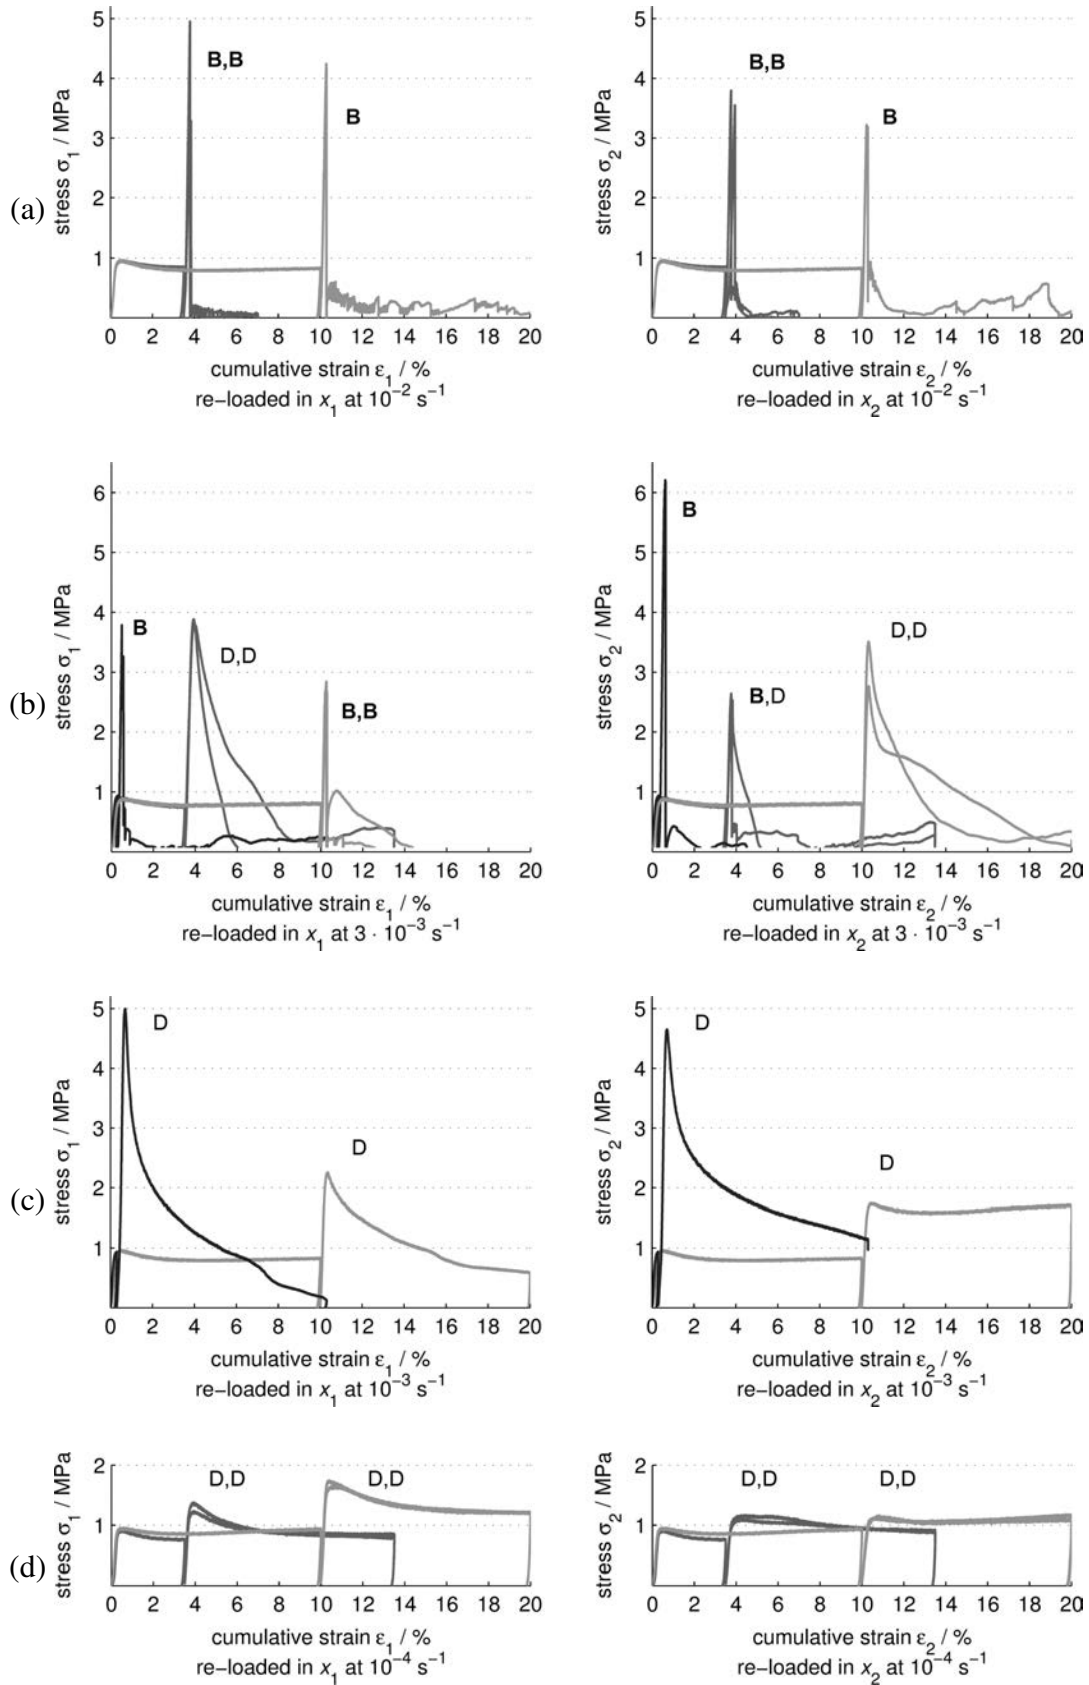 (a)
stress σ1 / MPa
5
4
3
2
1
B,B
B
0 2 4 6 8 10 12 14 16 18 20
cumulative strain ε1 / %
re−loaded in x1 at 10−2 s−1
stress σ2 / MPa
5
4
3
2
1
B,B
B
0 2 4 6 8 10 12 14 16 18 20
cumulative strain ε2 / %
re−loaded in x2 at 10−2 s−1
(b)
stress σ1 / MPa
6
5
4
3
2
1
B
D,D
B,B
0 2 4 6 8 10 12 14 16 18 20
cumulative strain ε1 / %
re−loaded in x1 at 3 · 10−3 s−1
stress σ2 / MPa
6
5
4
3
2
1
B
B,D
D,D
0 2 4 6 8 10 12 14 16 18 20
cumulative strain ε2 / %
re−loaded in x2 at 3 · 10−3 s−1
(c)
stress σ1 / MPa
5
4
3
2
1
D
D
0 2 4 6 8 10 12 14 16 18 20
cumulative strain ε1 / %
re−loaded in x1 at 10−3 s−1
stress σ2 / MPa
5
4
3
2
1
D
D
0 2 4 6 8 10 12 14 16 18 20
cumulative strain ε2 / %
re−loaded in x2 at 10−3 s−1
(d)
stress σ1 / MPa
2
1
D,D
D,D
0 2 4 6 8 10 12 14 16 18 20
cumulative strain ε1 / %
re−loaded in x1 at 10−4 s−1
stress σ2 / MPa
2
1
D,D
D,D
0 2 4 6 8 10 12 14 16 18 20
cumulative strain ε2 / %
re−loaded in x2 at 10−4 s−1